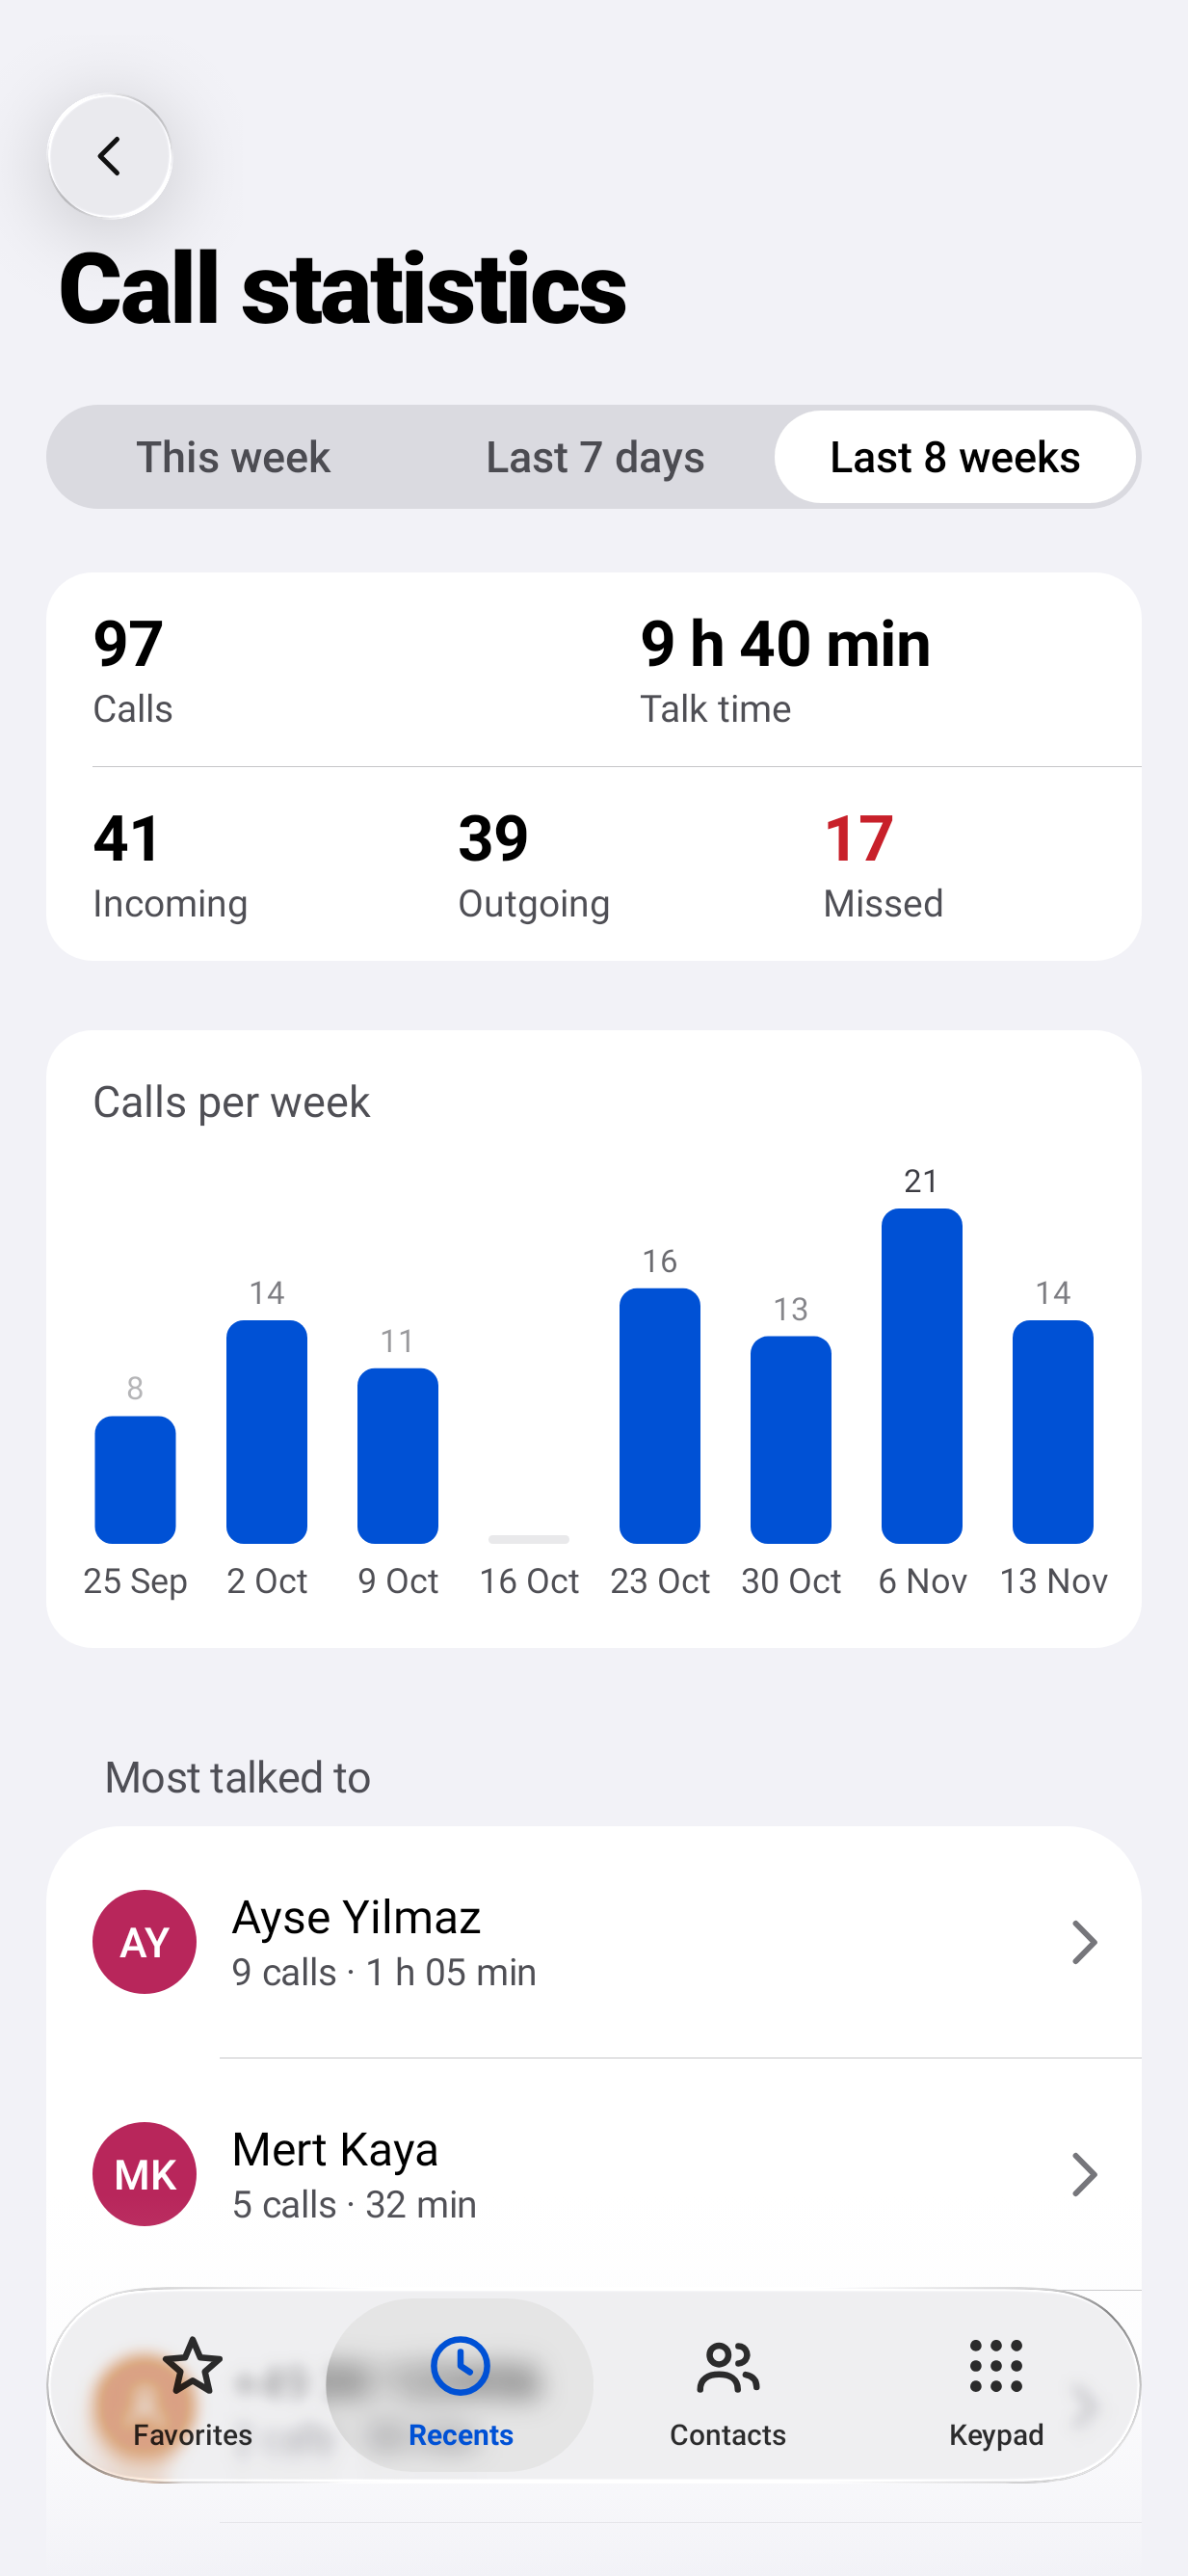 Call statistics
This week Last 7 days Last 8 weeks
97 9 h 40 min
Calls Talk time
41 39 17
Incoming Outgoing Missed
Calls per week
8 14 11 16 13 21 14
25 Sep 2 Oct 9 Oct 16 Oct 23 Oct 30 Oct 6 Nov 13 Nov
Most talked to
AY Ayse Yilmaz
9 calls · 1 h 05 min
MK Mert Kaya
5 calls · 32 min
Favorites Recents Contacts Keypad